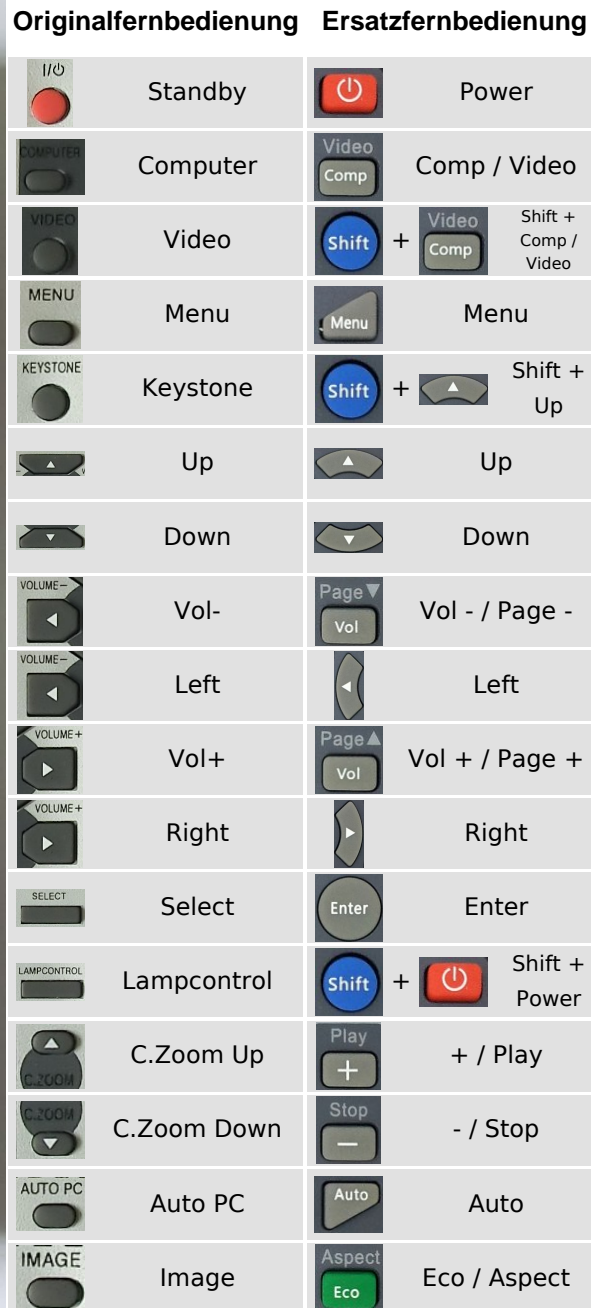 Originalfernbedienung Ersatzfernbedienung
I/⏻ Standby Power
COMPUTER Computer Video Comp Comp / Video
VIDEO Video Shift + Video Comp Shift + Comp / Video
MENU Menu Menu Menu
KEYSTONE Keystone Shift + Shift + Up
Up Up
Down Down
VOLUME- Vol- Page▼ Vol Vol - / Page -
VOLUME- Left Left
VOLUME+ Vol+ Page▲ Vol Vol + / Page +
VOLUME+ Right Right
SELECT Select Enter Enter
LAMPCONTROL Lampcontrol Shift + Shift + Power
C.ZOOM C.Zoom Up Play + + / Play
C.ZOOM C.Zoom Down Stop - - / Stop
AUTO PC Auto PC Auto Auto
IMAGE Image Aspect Eco Eco / Aspect